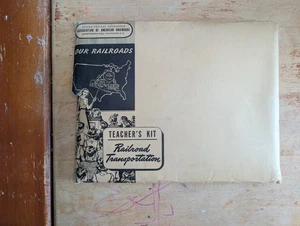 ASSOCIATION OF AMERICAN RAILROADS
OUR RAILROADS
TEACHER'S KIT
Railroad
Transportation